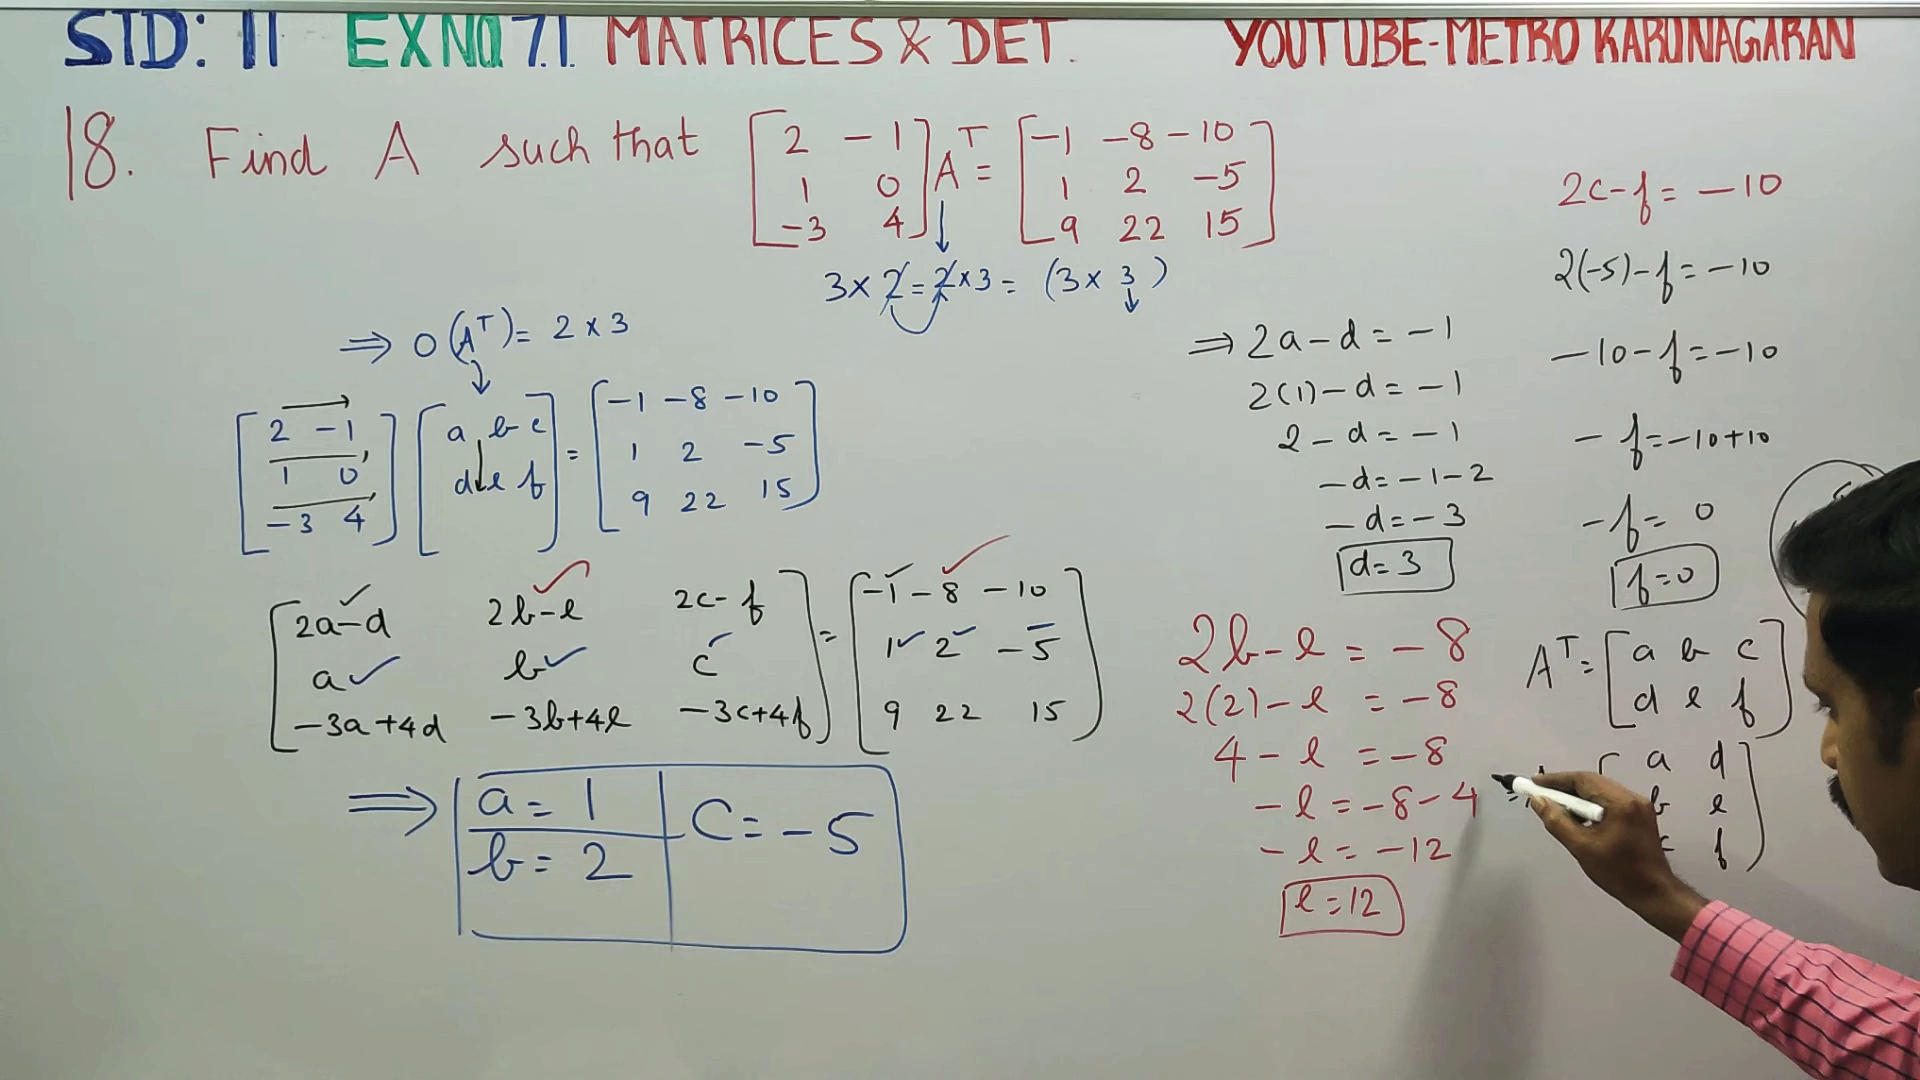 STD: 11 EXNO 7.1 MATRICES & DET. YOUTUBE-METRO KARUNAGARAN
18. Find A such that [2 -1] A^T = [-1 -8 -10]
[1 0] [1 2 -5]
[-3 4] [9 22 15]
3×2 = 2×3 = (3×3)
⇒ O(A^T) = 2×3
[2 -1] [a b c] = [-1 -8 -10]
[1 0] [d e f] [1 2 -5]
[-3 4] [9 22 15]
[2a-d 2b-e 2c-f] = [-1 -8 -10]
[a b c] [1 2 -5]
[-3a+4d -3b+4e -3c+4f] [9 22 15]
⇒ a = 1 C = -5
b = 2
⇒ 2a-d = -1
2(1)-d = -1
2-d = -1
-d = -1-2
-d = -3
d = 3
2b-e = -8
2(2)-e = -8
4-e = -8
-e = -8-4
-e = -12
e = 12
2c-f = -10
2(-5)-f = -10
-10-f = -10
-f = -10+10
-f = 0
f = 0
A^T = [a b c]
[d e f]
[a d]
b e
f